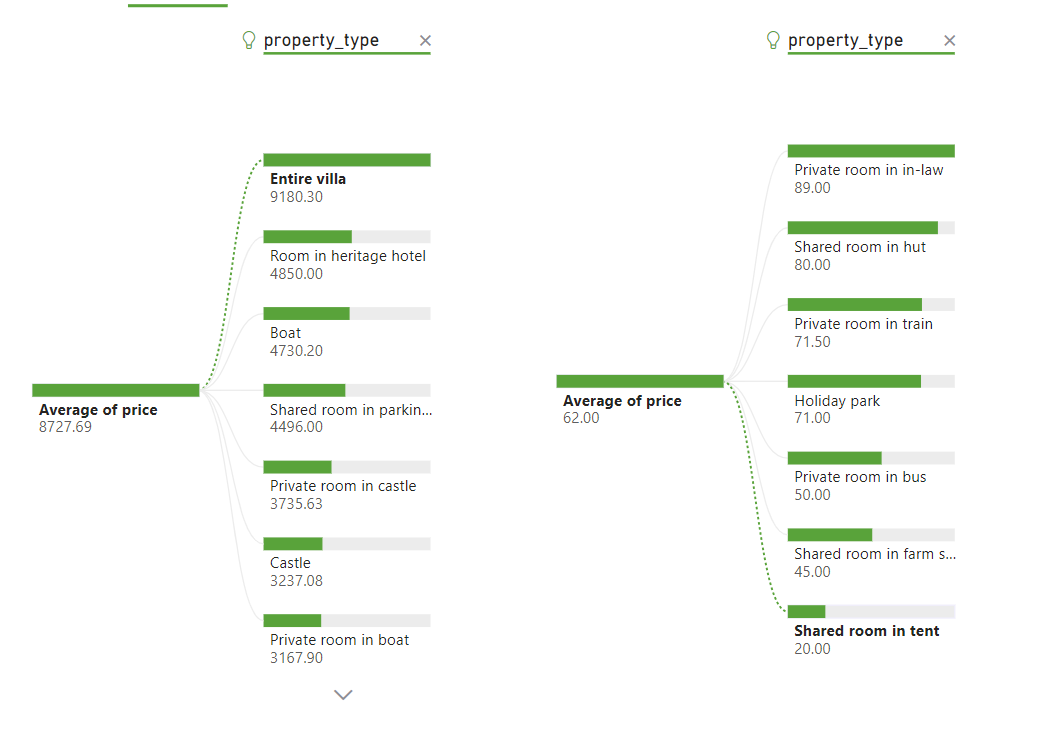 property_type
Entire villa
9180.30
Room in heritage hotel
4850.00
Boat
4730.20
Shared room in parkin...
4496.00
Average of price
8727.69
Private room in castle
3735.63
Castle
3237.08
Private room in boat
3167.90
property_type
Private room in in-law
89.00
Shared room in hut
80.00
Private room in train
71.50
Holiday park
71.00
Average of price
62.00
Private room in bus
50.00
Shared room in farm s...
45.00
Shared room in tent
20.00